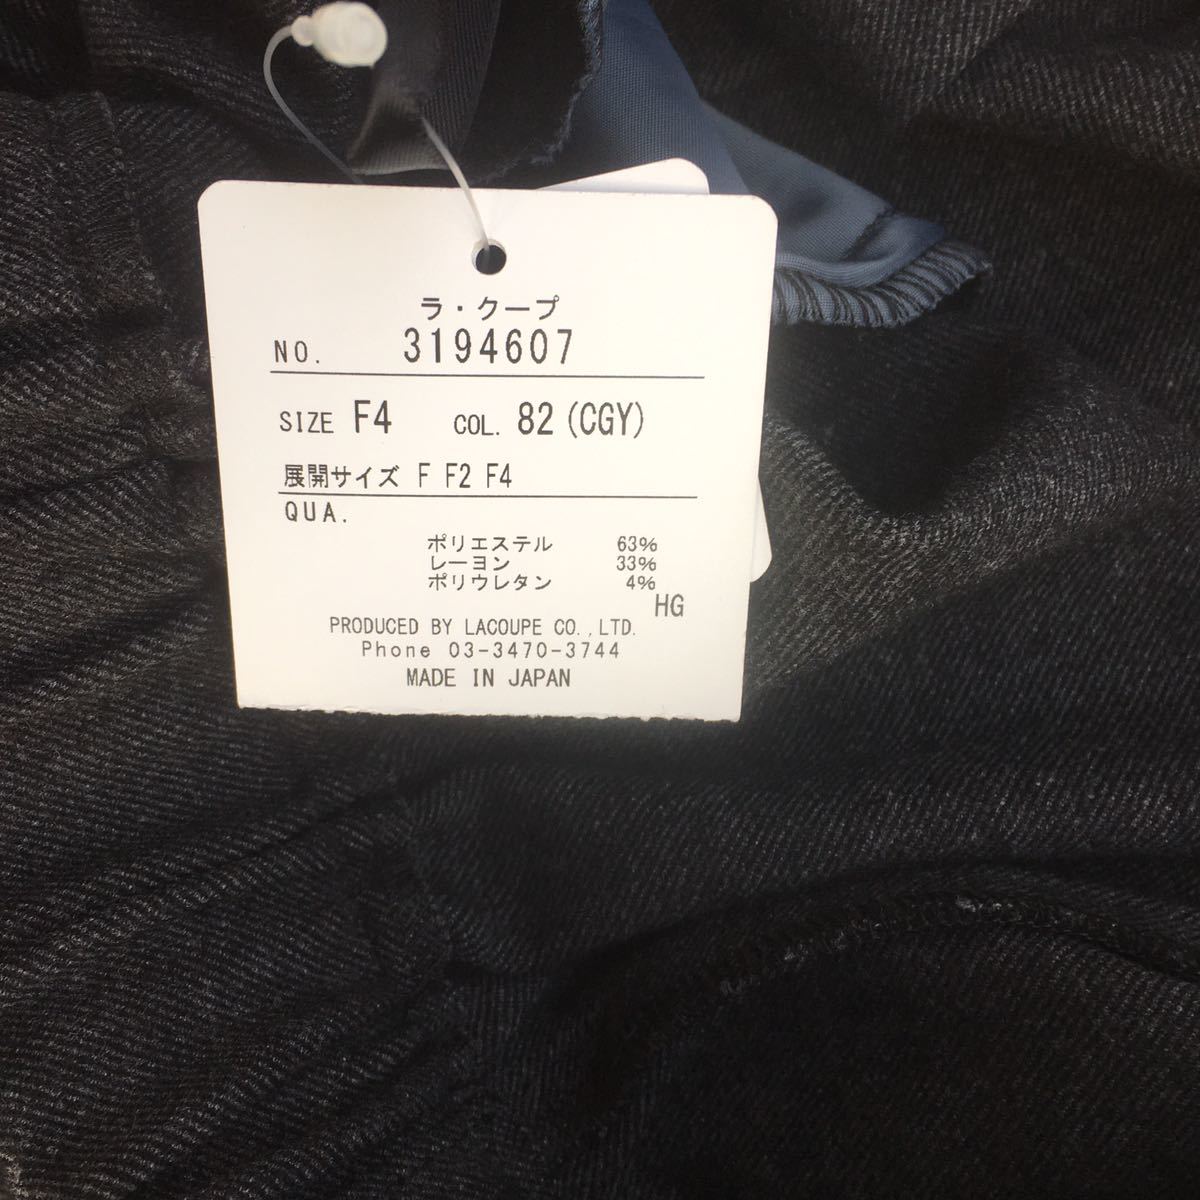 ラ・クープ
NO. 3194607
SIZE F4 COL. 82 (CGY)
展開サイズ F F2 F4
QUA.
ポリエステル 63%
レーヨン 33%
ポリウレタン 4%
HG
PRODUCED BY LACOUPE CO.,LTD.
Phone 03-3470-3744
MADE IN JAPAN